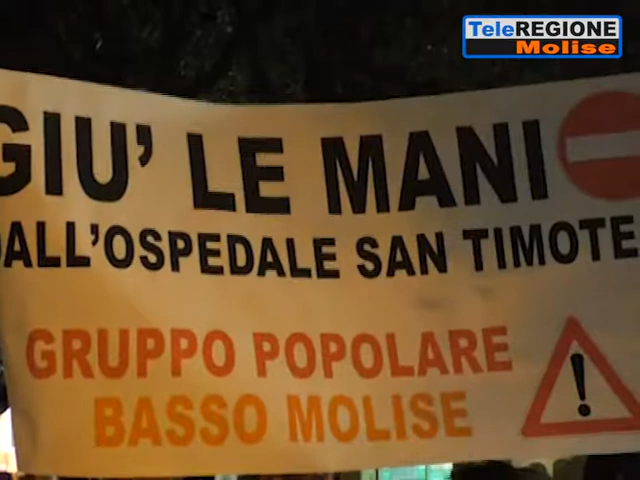 TeleREGIONE
Molise
GIU' LE MANI
DALL'OSPEDALE SAN TIMOTE
GRUPPO POPOLARE
BASSO MOLISE